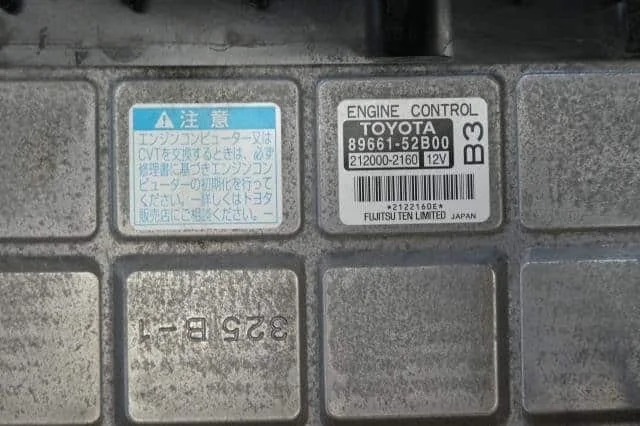 ⚠注意
エンジンコンピューター又は
CVTを交換するときは、必ず
修理書に基づきエンジンコン
ピューターの初期化を行って
ください。ー詳しくはトヨタ
販売店にご相談ください。ー
ENGINE CONTROL
TOYOTA
89661-52B00
212000-2160 12V
B3
*2122160E*
FUJITSU TEN LIMITED JAPAN
325 B-1